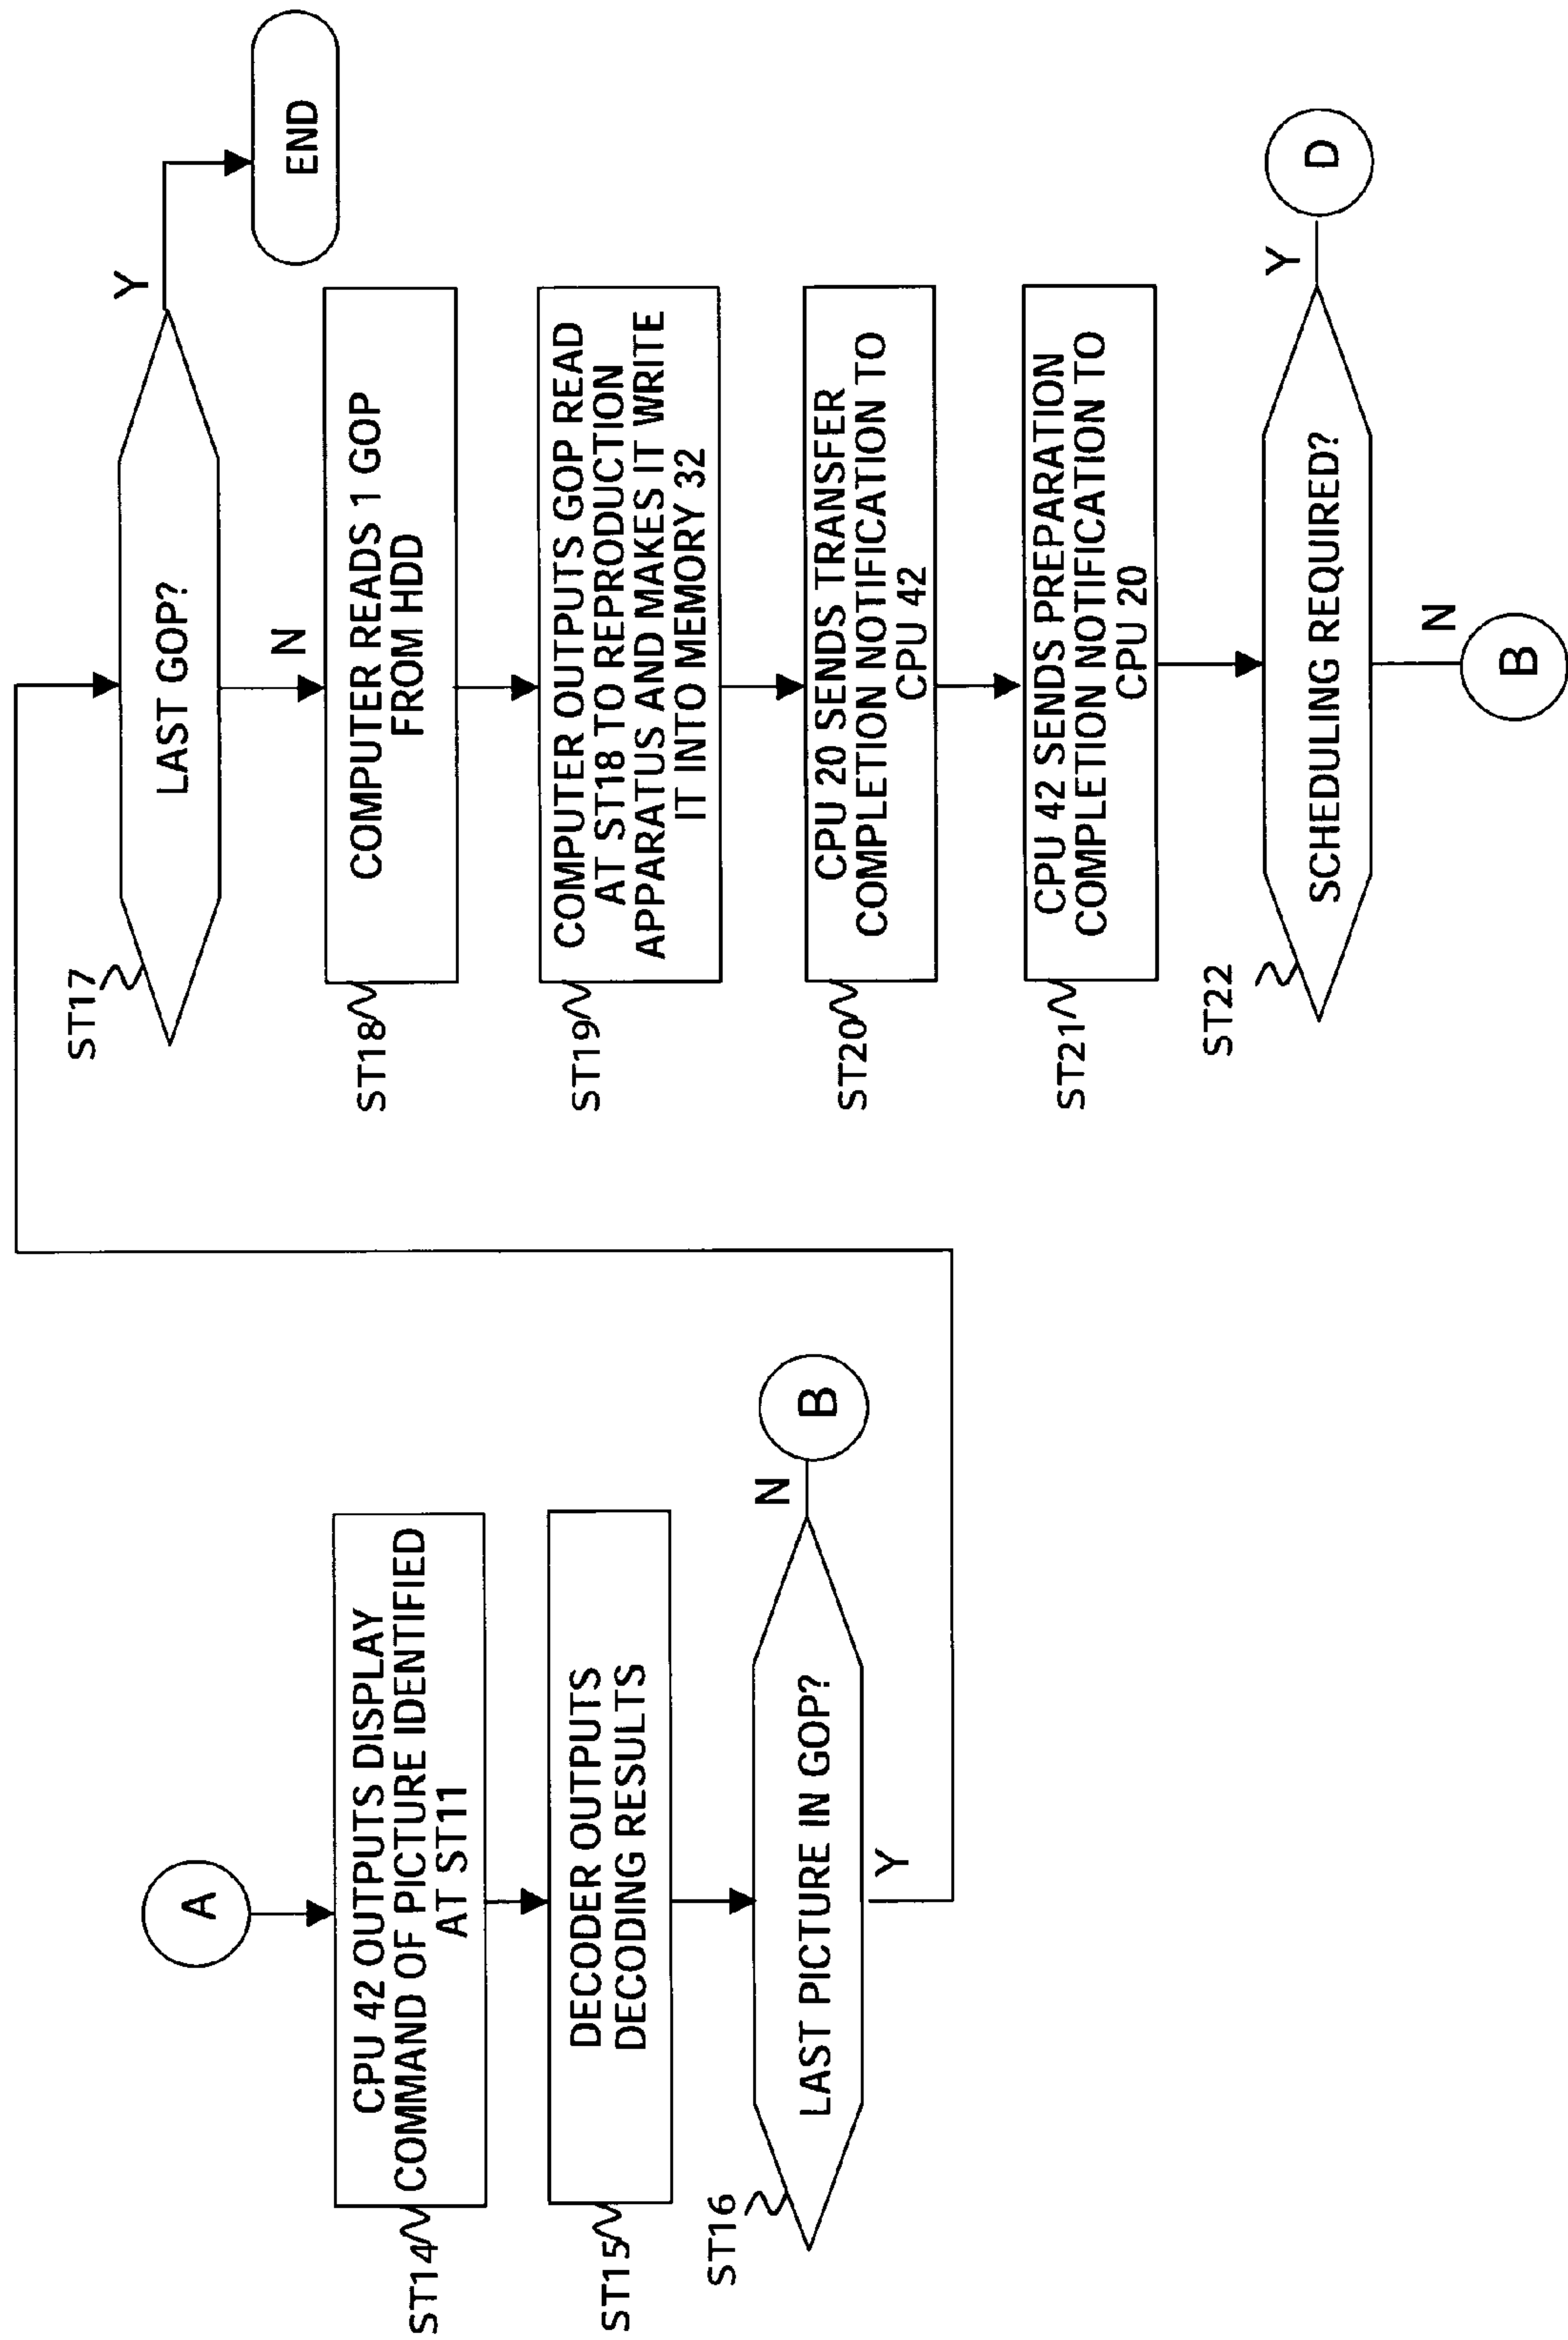 A
ST14
CPU 42 OUTPUTS DISPLAY
COMMAND OF PICTURE IDENTIFIED
AT ST11
ST15
DECODER OUTPUTS
DECODING RESULTS
ST16
LAST PICTURE IN GOP?
N
B
Y
ST17
LAST GOP?
Y
END
N
ST18
COMPUTER READS 1 GOP
FROM HDD
ST19
COMPUTER OUTPUTS GOP READ
AT ST18 TO REPRODUCTION
APPARATUS AND MAKES IT WRITE
IT INTO MEMORY 32
ST20
CPU 20 SENDS TRANSFER
COMPLETION NOTIFICATION TO
CPU 42
ST21
CPU 42 SENDS PREPARATION
COMPLETION NOTIFICATION TO
CPU 20
ST22
SCHEDULING REQUIRED?
Y
D
N
B